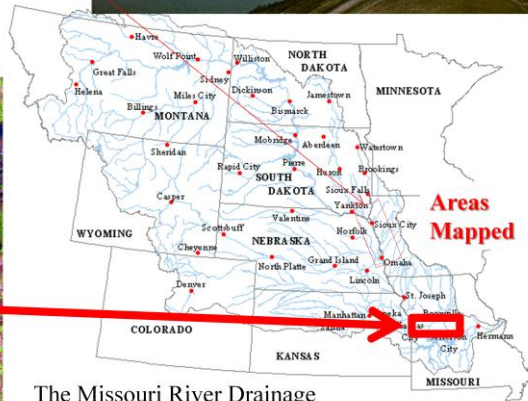 Havre
Wolf Point
Williston
NORTH
DAKOTA
Great Falls
Sidney
MINNESOTA
Helena
Miles City
Dickinson
Jamestown
Bismarck
Billings
MONTANA
Mobridge
Aberdeen
Watertown
Sheridan
Rapid City
Pierre
Huron
Brookings
SOUTH
DAKOTA
Sioux Falls
Areas
Mapped
Casper
Yankton
Valentine
Sioux City
WYOMING
Scottsbuff
NEBRASKA
Norfolk
Cheyenne
North Platte
Grand Island
Omaha
Lincoln
Denver
St. Joseph
Manhattan
Hermann
City
COLORADO
KANSAS
MISSOURI
The Missouri River Drainage